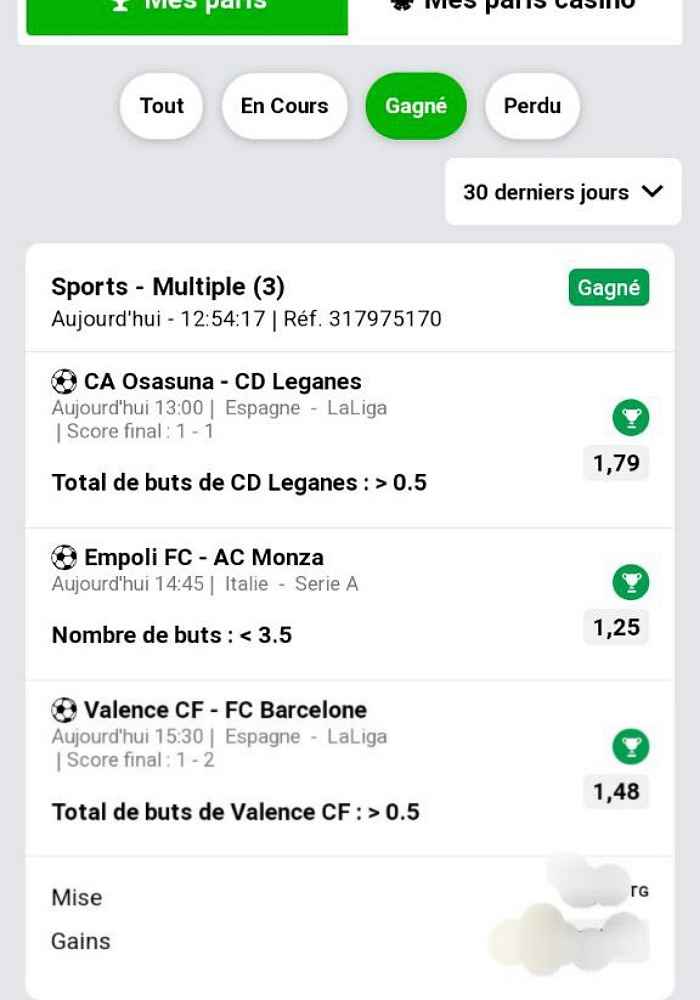 Mes paris
Mes paris casino
Tout
En Cours
Gagné
Perdu
30 derniers jours
Sports - Multiple (3)
Gagné
Aujourd'hui - 12:54:17 | Réf. 317975170
CA Osasuna - CD Leganes
Aujourd'hui 13:00 | Espagne - LaLiga
| Score final : 1 - 1
1,79
Total de buts de CD Leganes : > 0.5
Empoli FC - AC Monza
Aujourd'hui 14:45 | Italie - Serie A
1,25
Nombre de buts : < 3.5
Valence CF - FC Barcelone
Aujourd'hui 15:30 | Espagne - LaLiga
| Score final : 1 - 2
1,48
Total de buts de Valence CF : > 0.5
Mise
Gains